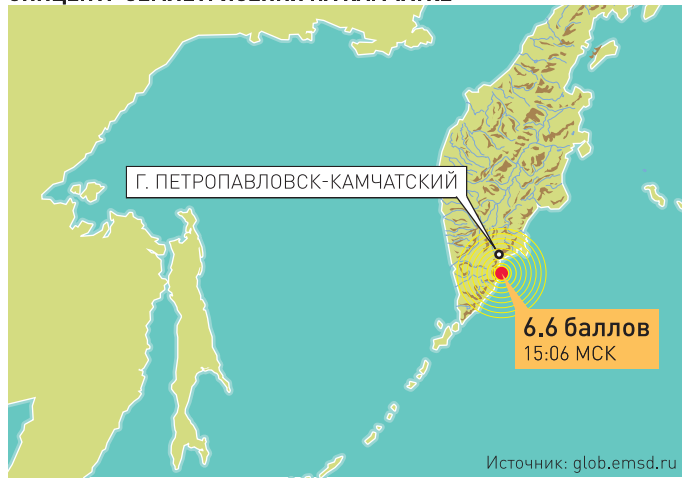 Г. ПЕТРОПАВЛОВСК-КАМЧАТСКИЙ
6.6 баллов
15:06 МСК
Источник: glob.emsd.ru